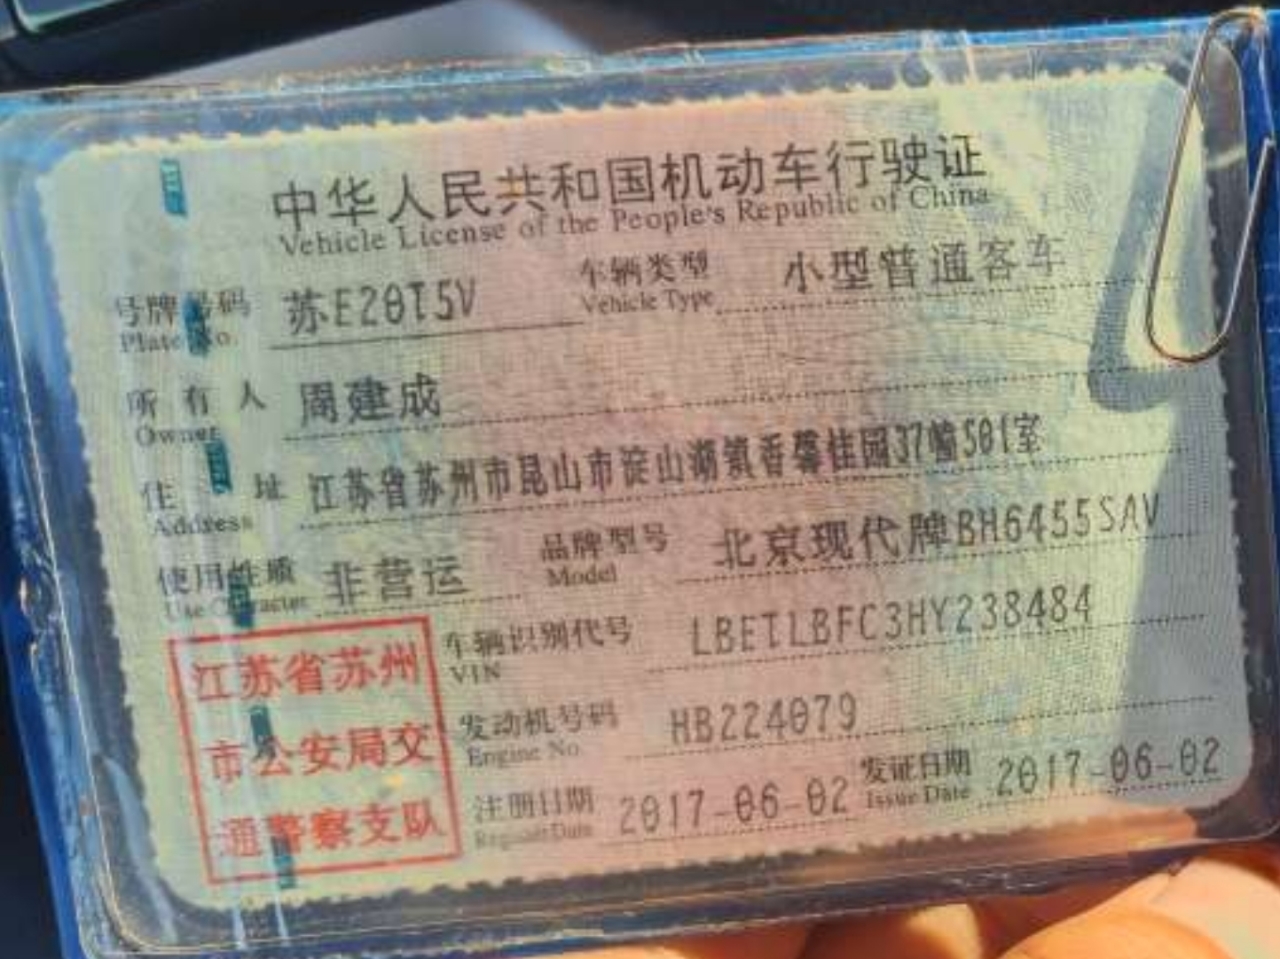 中华人民共和国机动车行驶证
Vehicle License of the People's Republic of China
号牌号码 苏E20T5V 车辆类型 小型普通客车
Plate No. Vehicle Type
所有人 周建成
Owner
住址 江苏省苏州市昆山市淀山湖镇香馨佳园37幢501室
Address
使用性质 非营运 品牌型号 北京现代牌BH6455SAV
Use Character Model
车辆识别代号 LBETLBFC3HY238484
VIN
发动机号码 HB224079
Engine No.
注册日期 2017-06-02 发证日期 2017-06-02
Register Date Issue Date
江苏省苏州
市公安局交
通警察支队